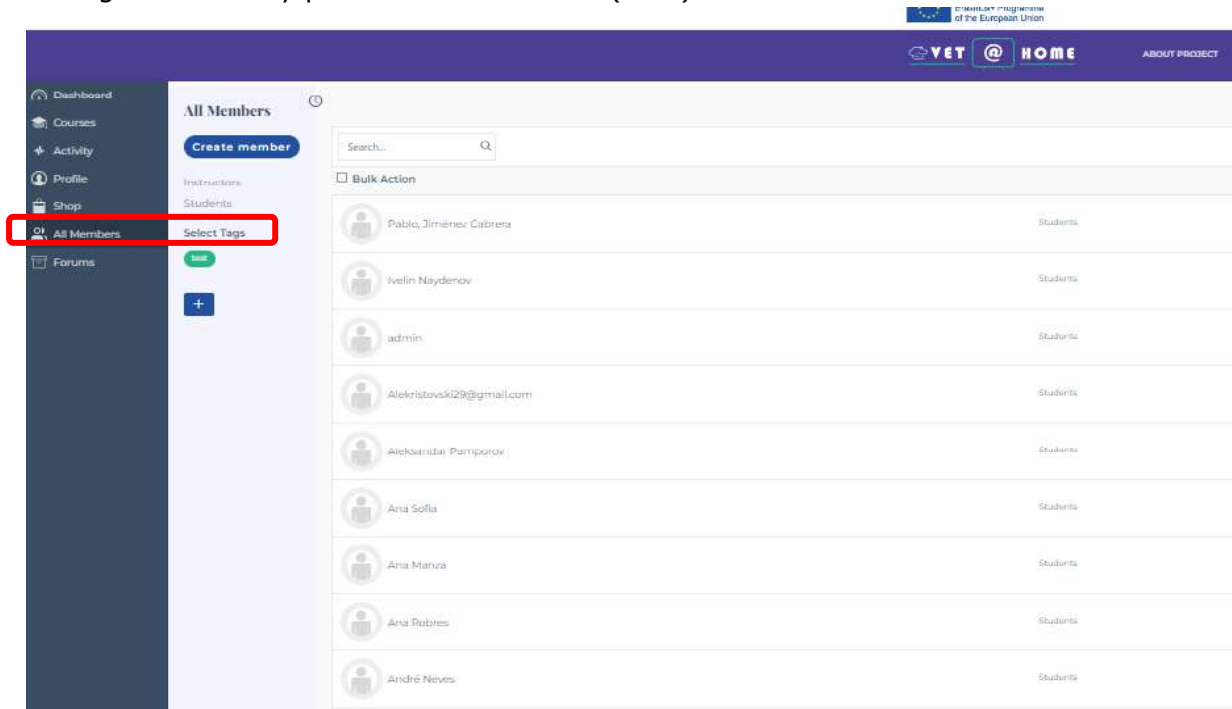 of the European Union
VET @ HOME
ABOUT PROJECT
Dashboard
Courses
Activity
Profile
Shop
All Members
Forums
All Members
Create member
Instructors
Students
Select Tags
test
+
Search...
Bulk Action
Pablo, Jiménez Cabrera
Students
Ivelin Naydenov
Students
admin
Students
Alekristovski29@gmail.com
Students
Aleksandar Pamporov
Students
Ana Sofia
Students
Ana Manza
Students
Ana Robres
Students
André Neves
Students